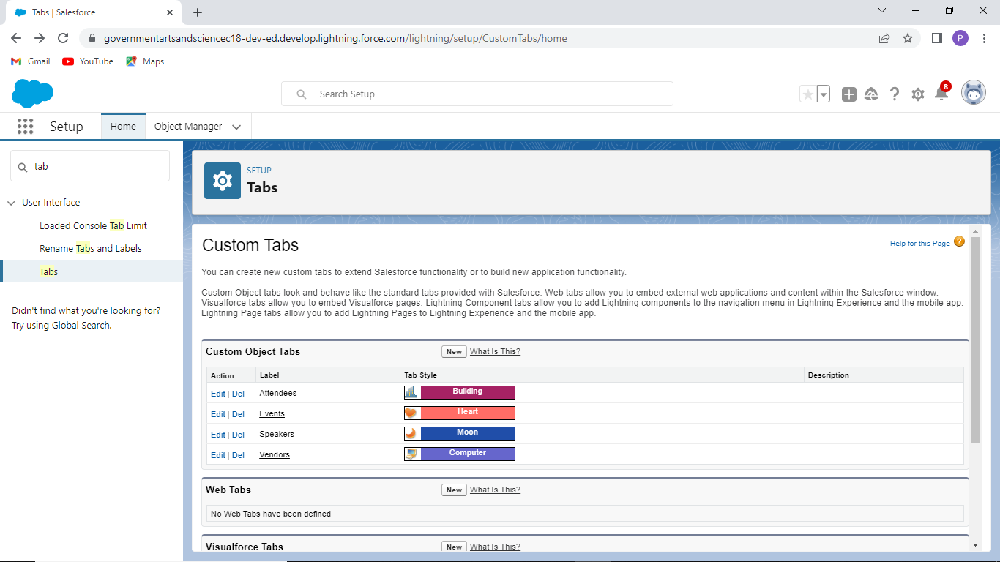 Tabs | Salesforce
governmentartsandsciencec18-dev-ed.develop.lightning.force.com/lightning/setup/CustomTabs/home
P
Gmail
YouTube
Maps
Search Setup
8
Setup
Home
Object Manager
tab
User Interface
Loaded Console Tab Limit
Rename Tabs and Labels
Tabs
Didn't find what you're looking for?
Try using Global Search.
SETUP
Tabs
Custom Tabs
Help for this Page
?
You can create new custom tabs to extend Salesforce functionality or to build new application functionality.
Custom Object tabs look and behave like the standard tabs provided with Salesforce. Web tabs allow you to embed external web applications and content within the Salesforce window.
Visualforce tabs allow you to embed Visualforce pages. Lightning Component tabs allow you to add Lightning components to the navigation menu in Lightning Experience and the mobile app.
Lightning Page tabs allow you to add Lightning Pages to Lightning Experience and the mobile app.
Custom Object Tabs New What Is This?
Action Label Tab Style Description
Edit | Del Attendees Building
Edit | Del Events Heart
Edit | Del Speakers Moon
Edit | Del Vendors Computer
Web Tabs New What Is This?
No Web Tabs have been defined
Visualforce Tabs New What Is This?